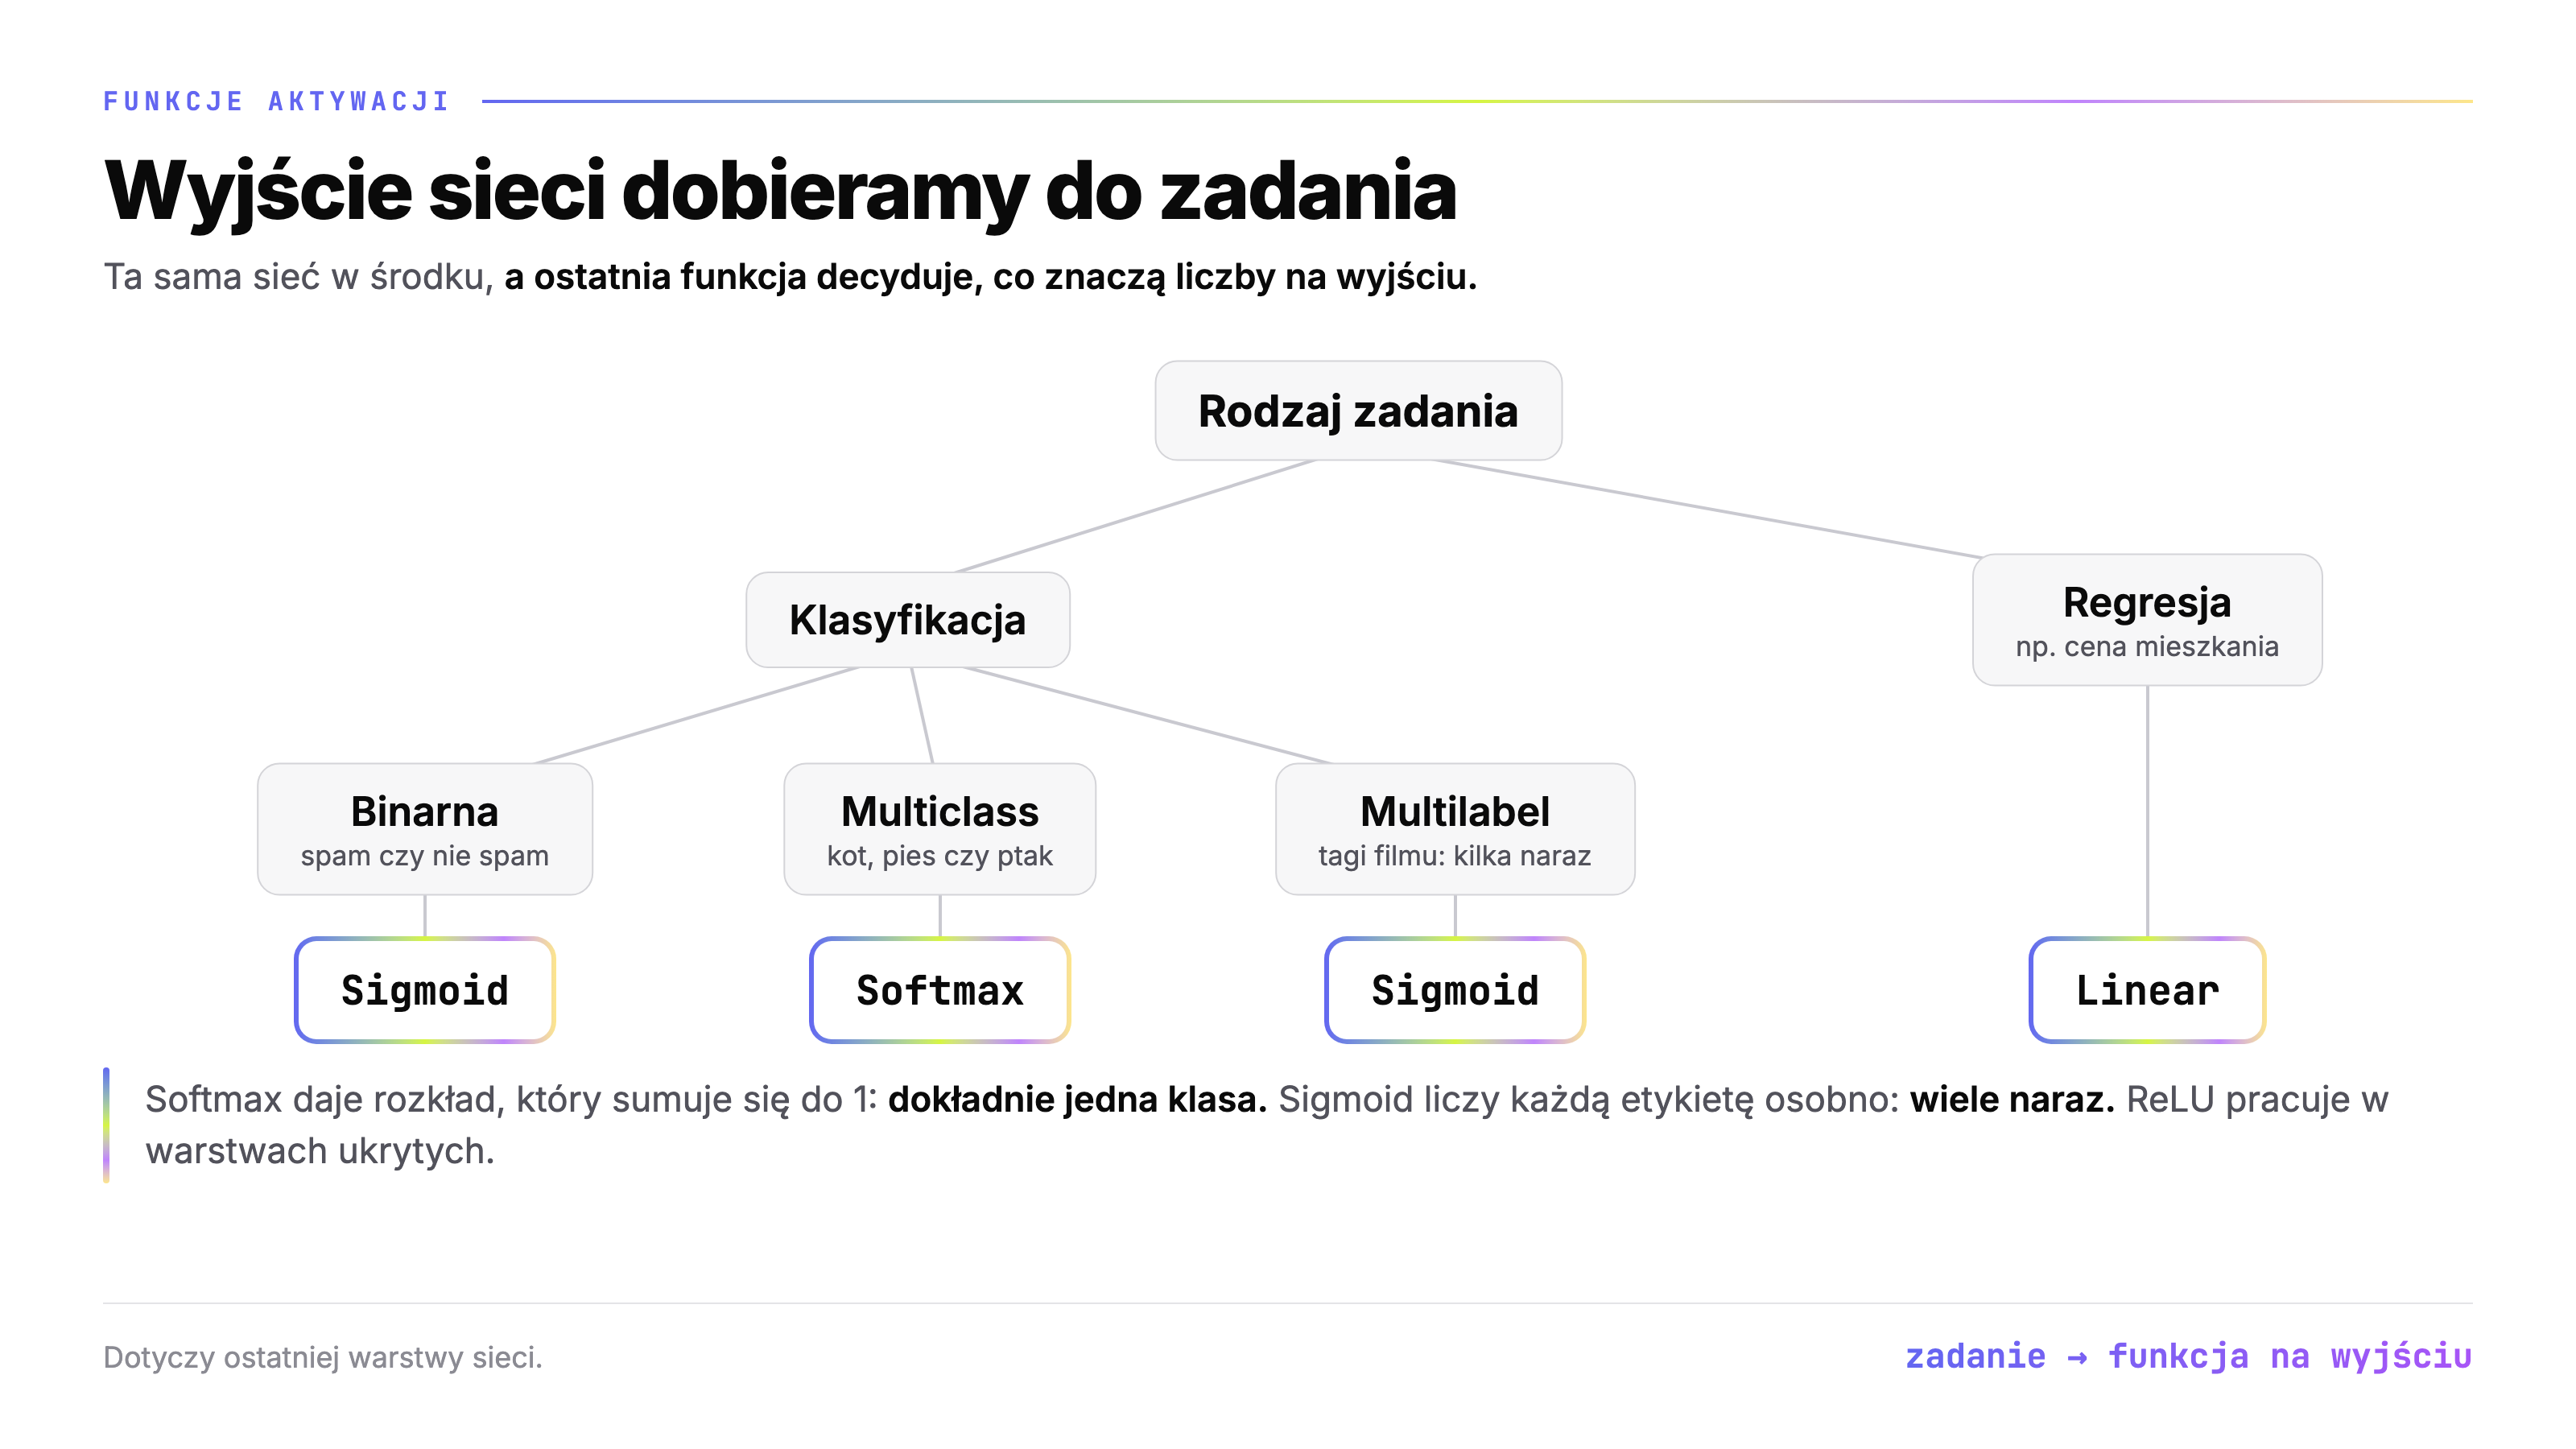 FUNKCJE AKTYWACJI
Wyjście sieci dobieramy do zadania
Ta sama sieć w środku, a ostatnia funkcja decyduje, co znaczą liczby na wyjściu.
Rodzaj zadania
Klasyfikacja
Regresja
np. cena mieszkania
Binarna
spam czy nie spam
Multiclass
kot, pies czy ptak
Multilabel
tagi filmu: kilka naraz
Sigmoid
Softmax
Sigmoid
Linear
Softmax daje rozkład, który sumuje się do 1: dokładnie jedna klasa. Sigmoid liczy każdą etykietę osobno: wiele naraz. ReLU pracuje w
warstwach ukrytych.
Dotyczy ostatniej warstwy sieci.
zadanie → funkcja na wyjściu